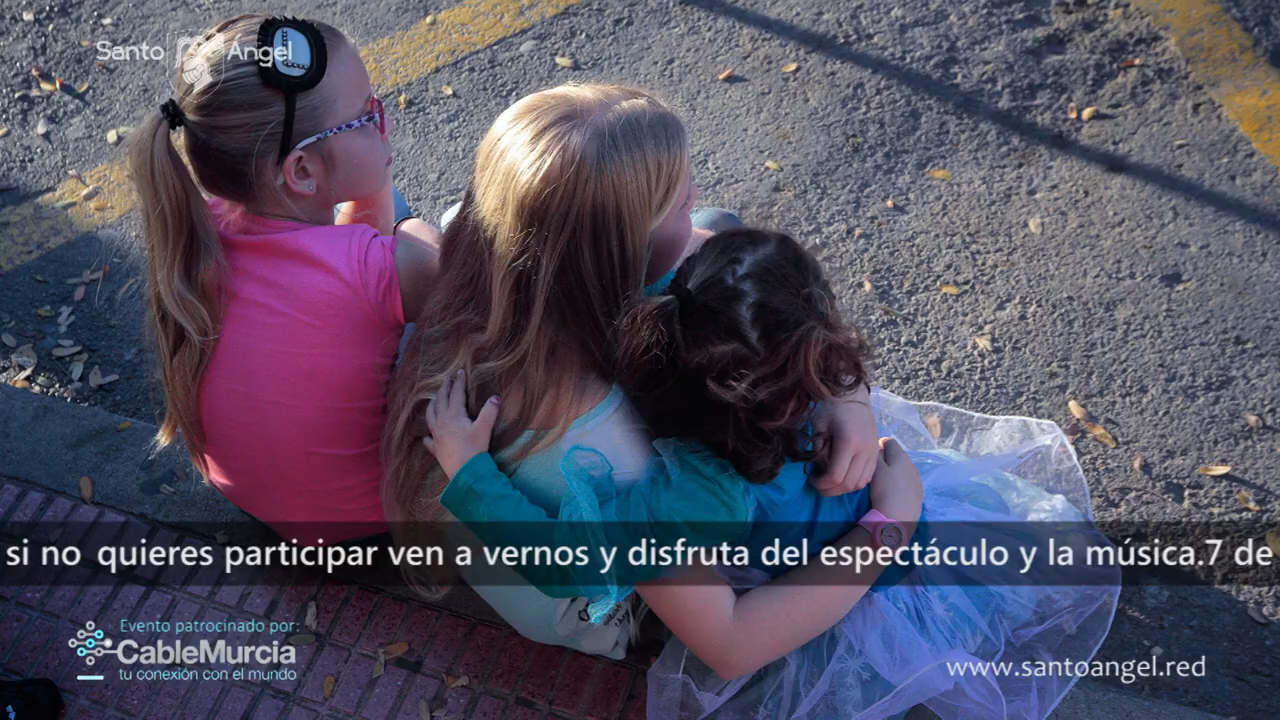 Santo Angel
si no quieres participar ven a vernos y disfruta del espectáculo y la música.7 de
Evento patrocinado por:
CableMurcia
tu conexión con el mundo
www.santoangel.red